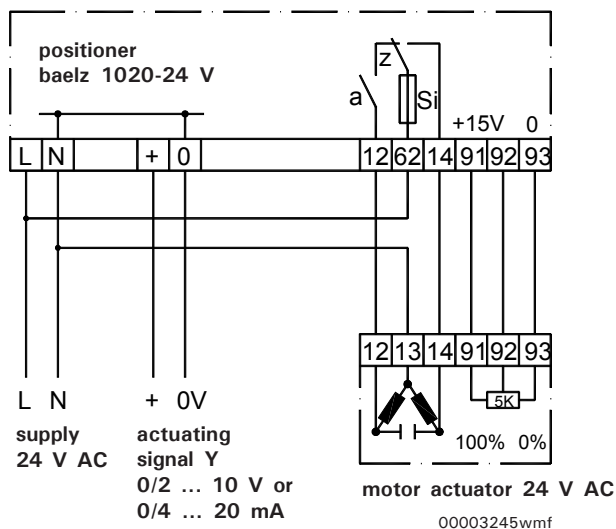 positioner
baelz 1020-24 V
z
a
Si
+15V 0
L N + 0 12 62 14 91 92 93
12 13 14 91 92 93
L N + 0V
5K
supply
24 V AC
actuating
signal Y
0/2 ... 10 V or
0/4 ... 20 mA
100% 0%
motor actuator 24 V AC
00003245wmf